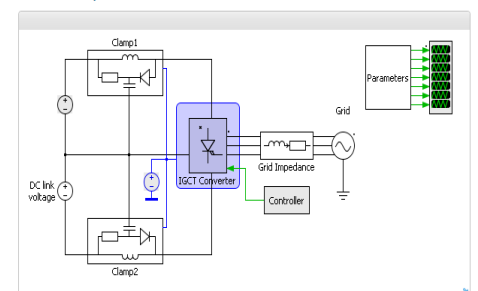 Clamp1
Parameters
Grid
IGCT Converter
Grid Impedance
DC link
voltage
Controller
Clamp2